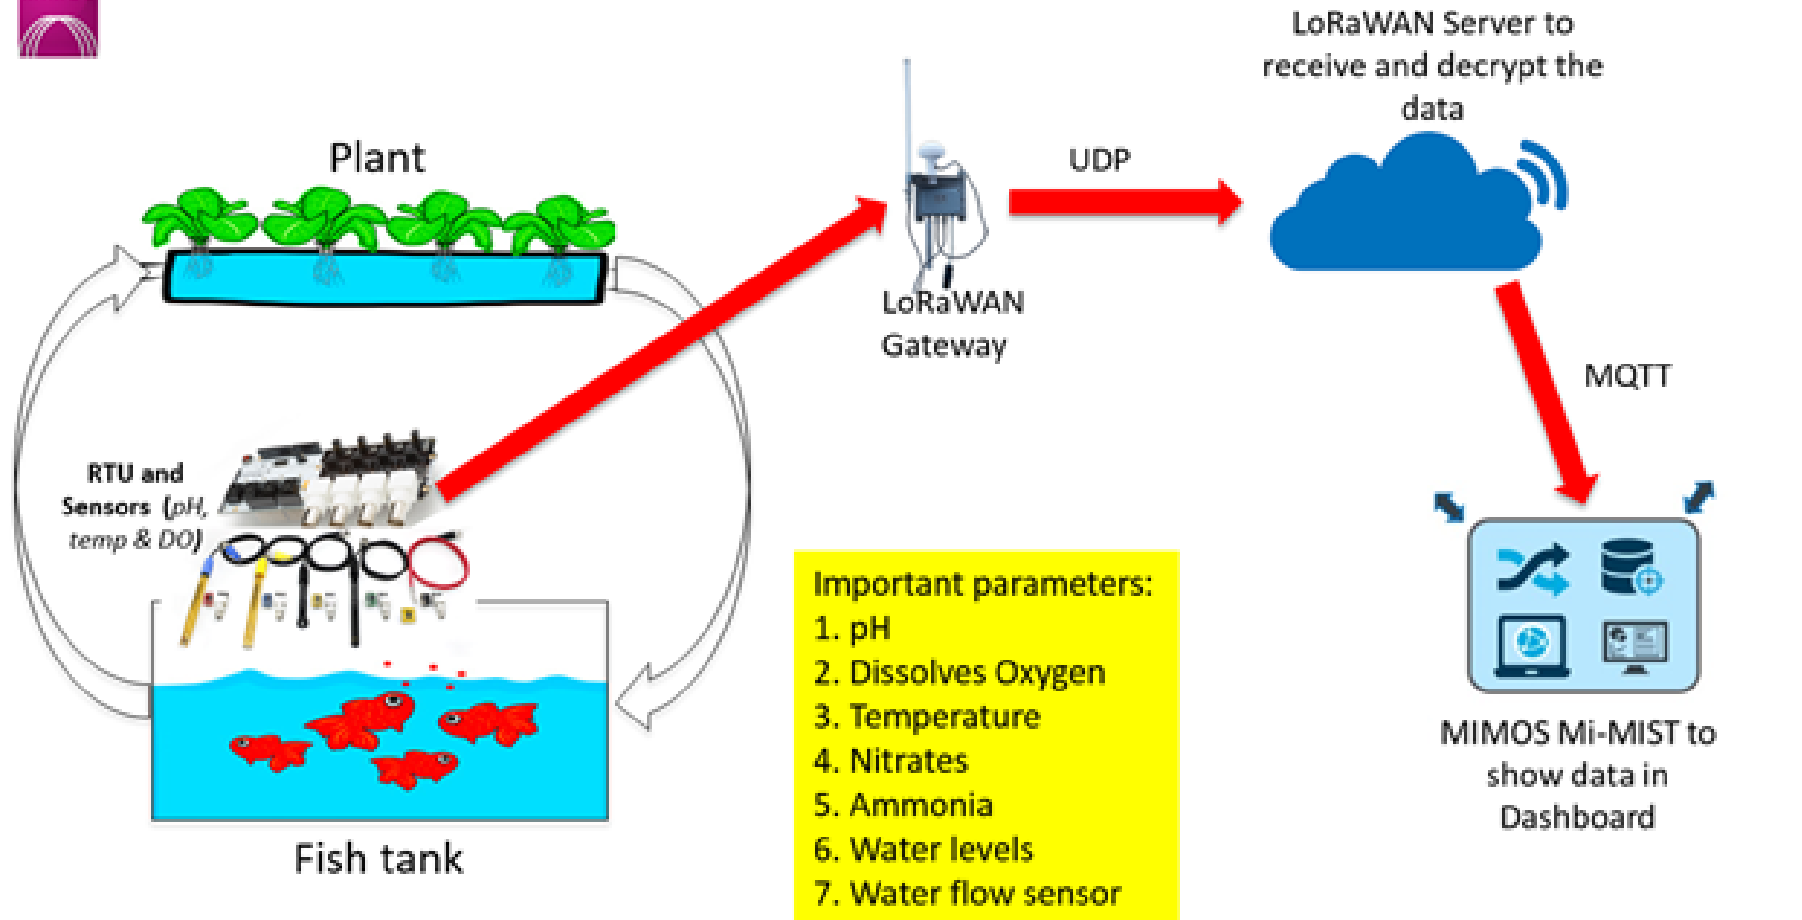 LoRaWAN Server to
receive and decrypt the
data
Plant
UDP
LoRaWAN
Gateway
MQTT
RTU and
Sensors (pH,
temp & DO)
Important parameters:
1. pH
2. Dissolves Oxygen
3. Temperature
4. Nitrates
5. Ammonia
6. Water levels
7. Water flow sensor
MIMOS Mi-MIST to
show data in
Dashboard
Fish tank